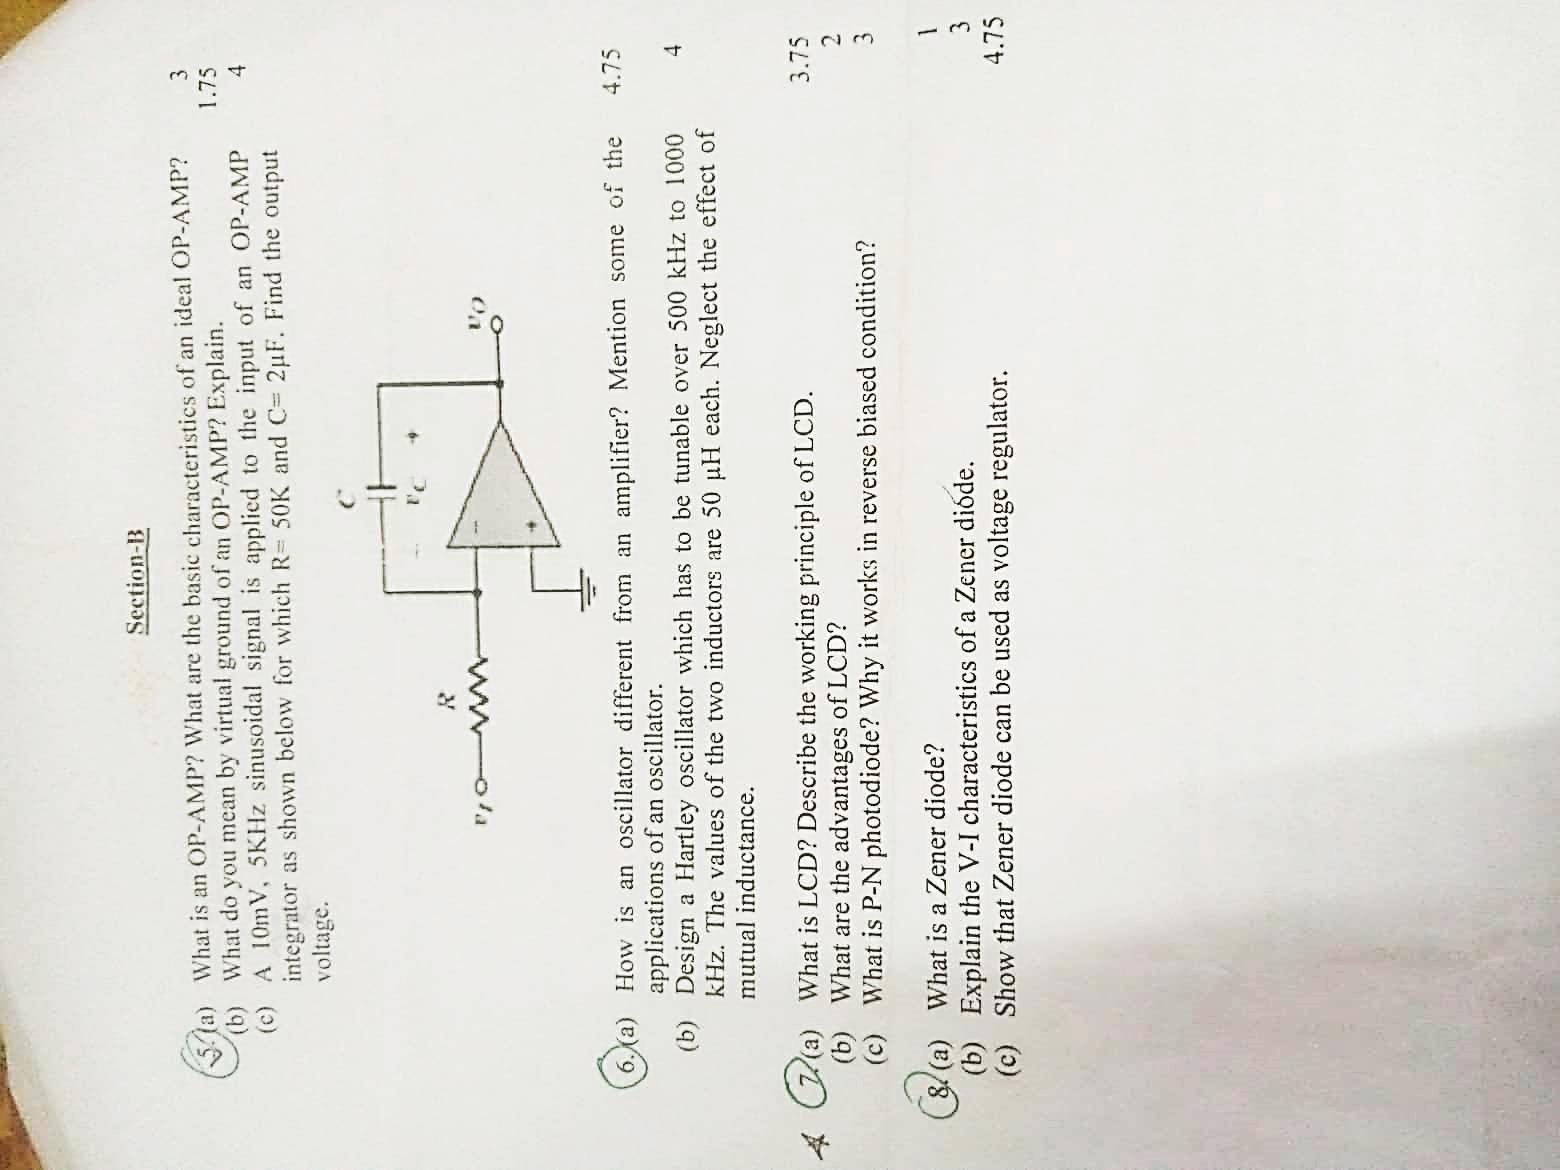 Section-B
5. (a) What is an OP-AMP? What are the basic characteristics of an ideal OP-AMP? 3
(b) What do you mean by virtual ground of an OP-AMP? Explain. 1.75
(c) A 10mV, 5KHz sinusoidal signal is applied to the input of an OP-AMP 4
integrator as shown below for which R= 50K and C= 2μF. Find the output
voltage.
C
− vC +
R
vI
−
+
vO
6. (a) How is an oscillator different from an amplifier? Mention some of the 4.75
applications of an oscillator.
(b) Design a Hartley oscillator which has to be tunable over 500 kHz to 1000 4
kHz. The values of the two inductors are 50 μH each. Neglect the effect of
mutual inductance.
7. (a) What is LCD? Describe the working principle of LCD. 3.75
(b) What are the advantages of LCD? 2
(c) What is P-N photodiode? Why it works in reverse biased condition? 3
8. (a) What is a Zener diode? 1
(b) Explain the V-I characteristics of a Zener diode. 3
(c) Show that Zener diode can be used as voltage regulator. 4.75